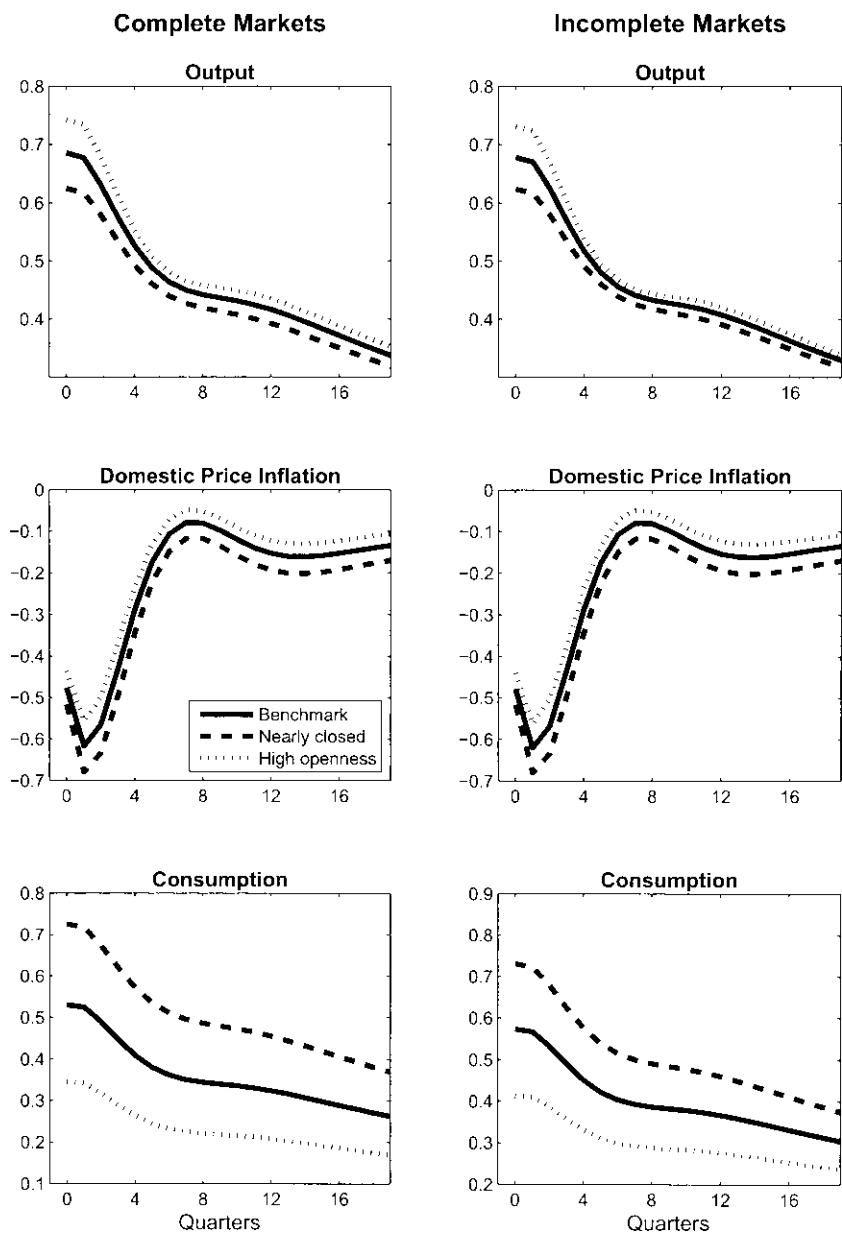 Complete Markets
Incomplete Markets
Output
0.8
0.7
0.6
0.5
0.4
0 4 8 12 16
Output
0.8
0.7
0.6
0.5
0.4
0 4 8 12 16
Domestic Price Inflation
0
−0.1
−0.2
−0.3
−0.4
−0.5
−0.6
−0.7
Benchmark
Nearly closed
High openness
0 4 8 12 16
Domestic Price Inflation
0
−0.1
−0.2
−0.3
−0.4
−0.5
−0.6
−0.7
0 4 8 12 16
Consumption
0.8
0.7
0.6
0.5
0.4
0.3
0.2
0.1
0 4 8 12 16
Quarters
Consumption
0.9
0.8
0.7
0.6
0.5
0.4
0.3
0.2
0 4 8 12 16
Quarters